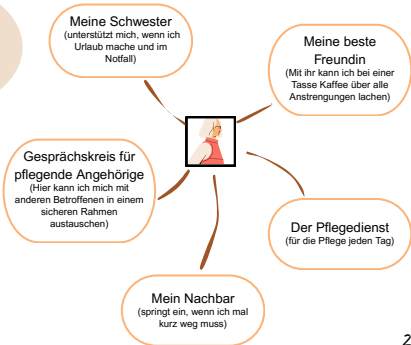 Meine Schwester
(unterstützt mich, wenn ich
Urlaub mache und im
Notfall)
Meine beste
Freundin
(Mit ihr kann ich bei einer
Tasse Kaffee über alle
Anstrengungen lachen)
Gesprächskreis für
pflegende Angehörige
(Hier kann ich mich mit
anderen Betroffenen in einem
sicheren Rahmen
austauschen)
Der Pflegedienst
(für die Pflege jeden Tag)
Mein Nachbar
(springt ein, wenn ich mal
kurz weg muss)
2